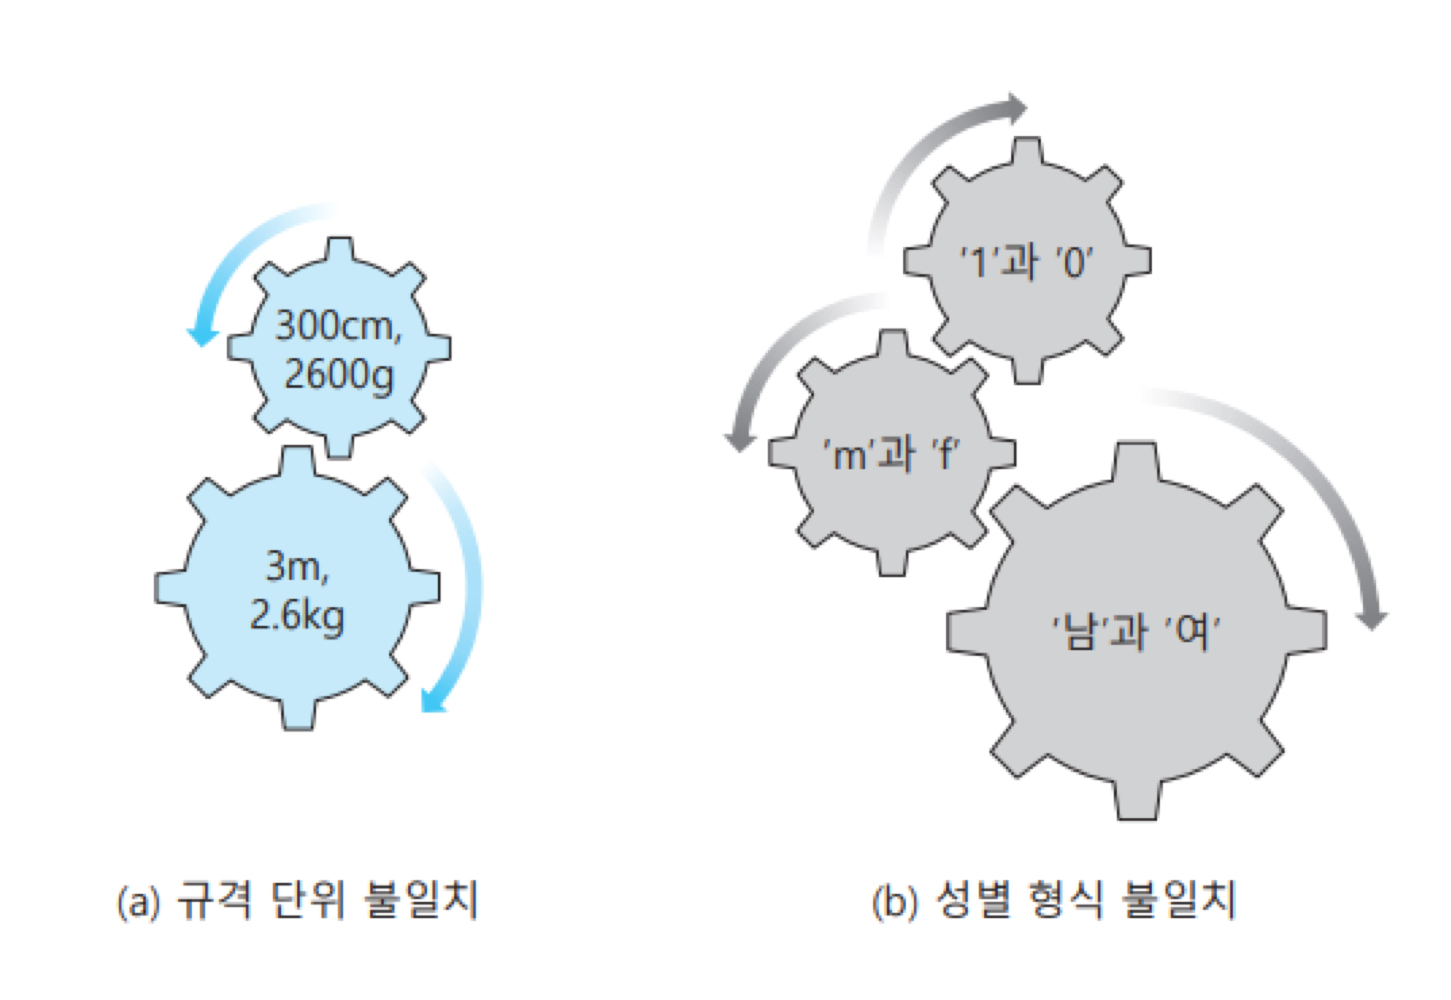 300cm,
2600g
3m,
2.6kg
(a) 규격 단위 불일치
'1'과 '0'
'm'과 'f'
'남'과 '여'
(b) 성별 형식 불일치